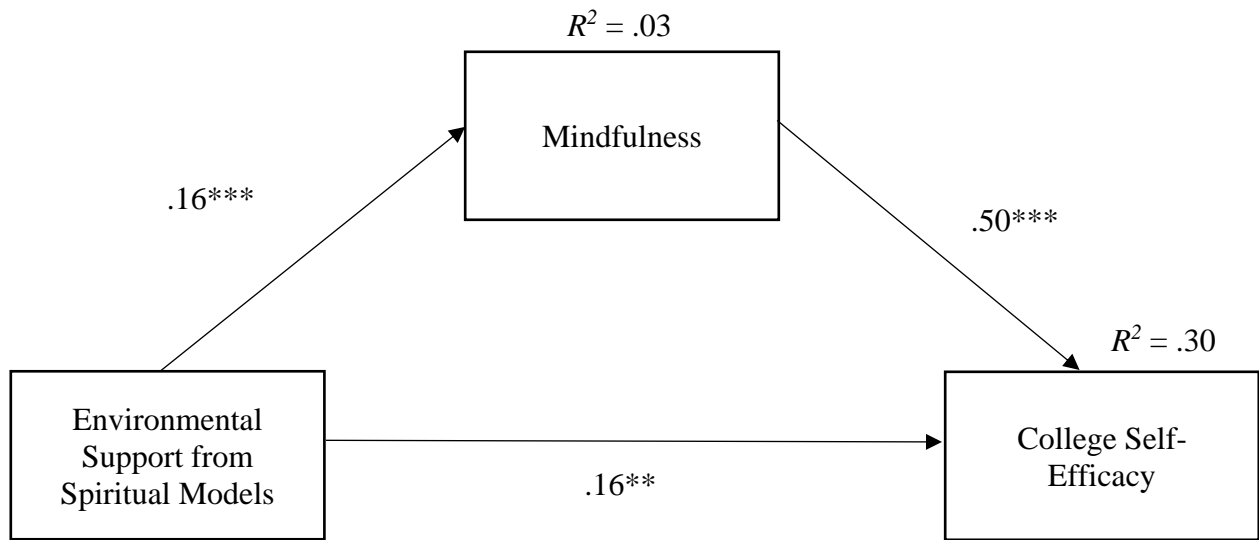 R² = .03
Mindfulness
.16***
.50***
R² = .30
Environmental
Support from
Spiritual Models
College Self-
Efficacy
.16**